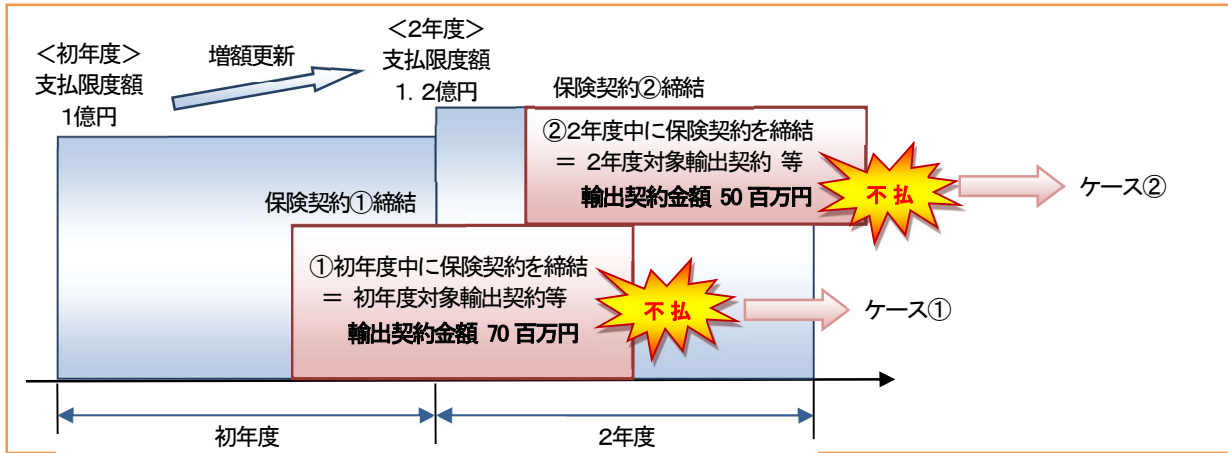 <初年度>
支払限度額
1億円
増額更新
<2年度>
支払限度額
1. 2億円
保険契約②締結
②2年度中に保険契約を締結
= 2年度対象輸出契約 等
輸出契約金額 50 百万円
不 払
ケース②
保険契約①締結
①初年度中に保険契約を締結
= 初年度対象輸出契約等
輸出契約金額 70 百万円
不 払
ケース①
初年度
2年度